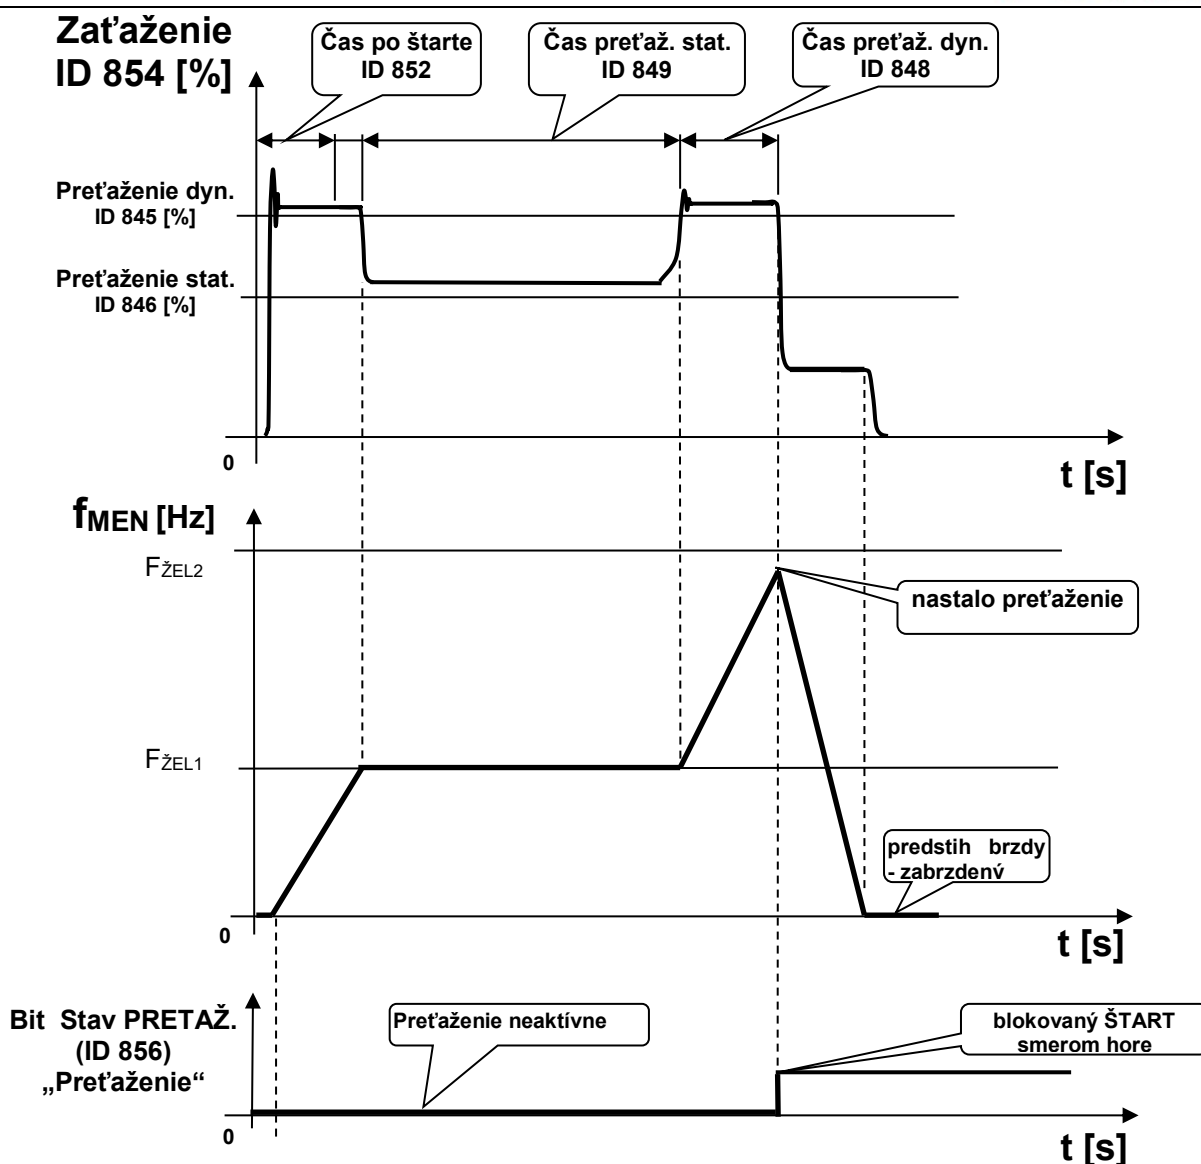 Zaťaženie
ID 854 [%]
Čas po štarte
ID 852
Čas preťaž. stat.
ID 849
Čas preťaž. dyn.
ID 848
Preťaženie dyn.
ID 845 [%]
Preťaženie stat.
ID 846 [%]
0
t [s]
fMEN [Hz]
FŽEL2
nastalo preťaženie
FŽEL1
predstih brzdy
- zabrzdený
0
t [s]
Bit Stav PRETAŽ.
(ID 856)
„Preťaženie“
Preťaženie neaktívne
blokovaný ŠTART
smerom hore
0
t [s]